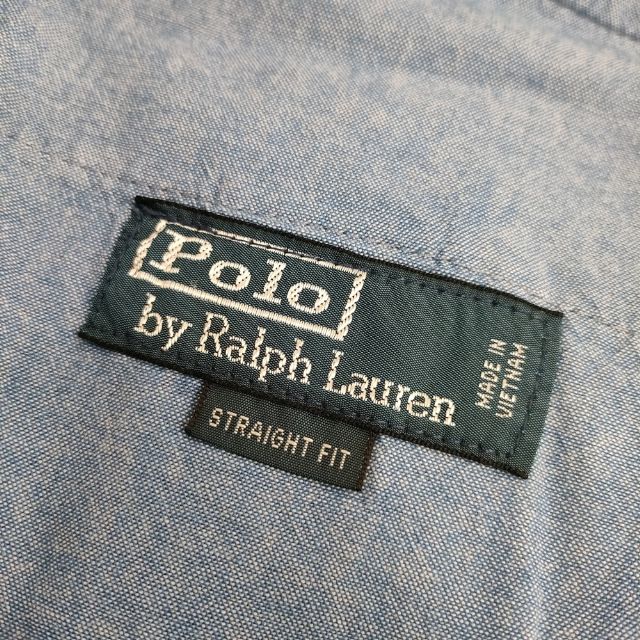 Polo
by Ralph Lauren
MADE IN
VIETNAM
STRAIGHT FIT